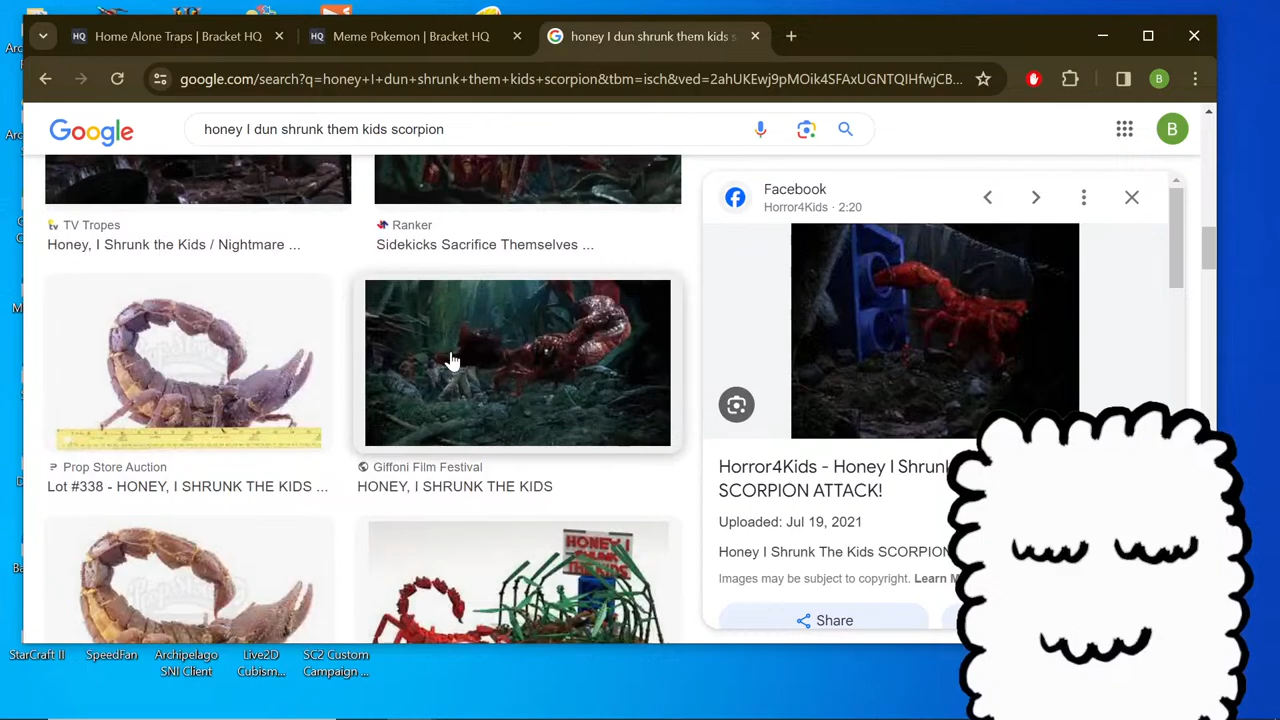 Home Alone Traps | Bracket HQ
Meme Pokemon | Bracket HQ
honey I dun shrunk them kids s
google.com/search?q=honey+I+dun+shrunk+them+kids+scorpion&tbm=isch&ved=2ahUKEwj9pMOik4SFAxUGNTQIHfwjCB...
B
Google
honey I dun shrunk them kids scorpion
B
TV Tropes
Honey, I Shrunk the Kids / Nightmare ...
Ranker
Sidekicks Sacrifice Themselves ...
Facebook
Horror4Kids · 2:20
Prop Store Auction
Lot #338 - HONEY, I SHRUNK THE KIDS ...
Giffoni Film Festival
HONEY, I SHRUNK THE KIDS
HONEY I
SHRUNK
THE KIDS
Horror4Kids - Honey I Shrun
SCORPION ATTACK!
Uploaded: Jul 19, 2021
Honey I Shrunk The Kids SCORPION
Images may be subject to copyright. Learn M
Share
StarCraft II
SpeedFan
Archipelago
SNI Client
Live2D
Cubism...
SC2 Custom
Campaign ...